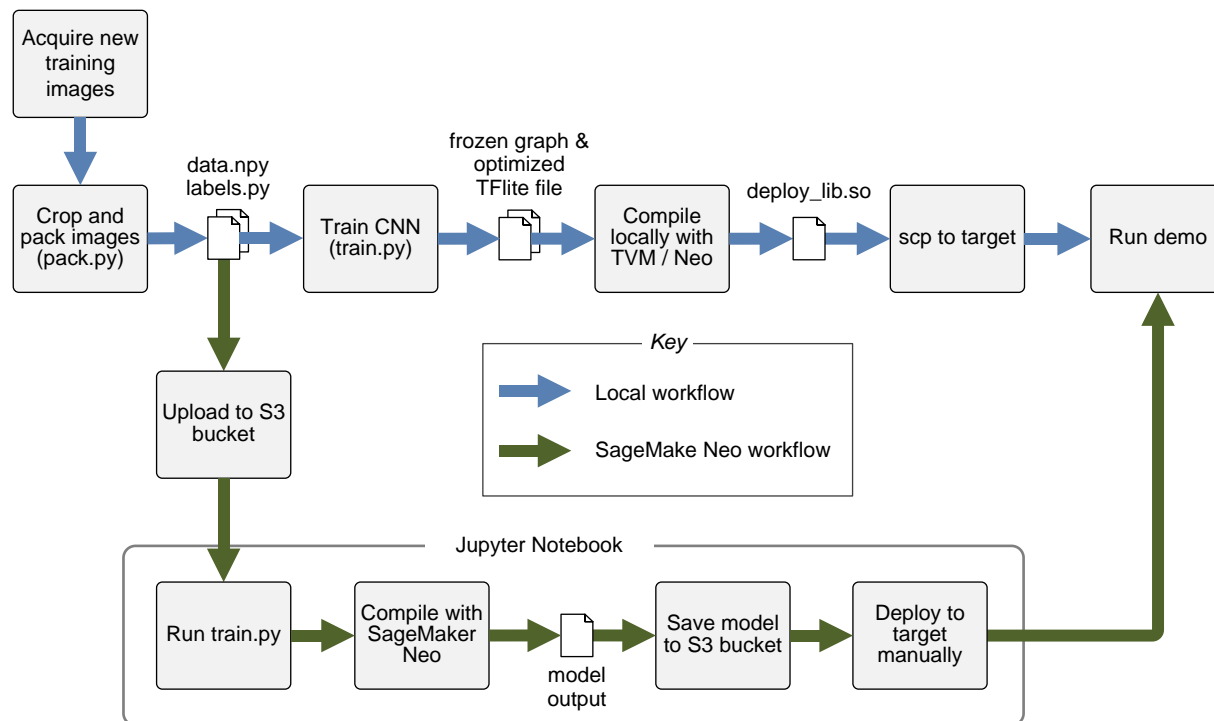 Acquire new
training
images
data.npy
labels.py
frozen graph &
optimized
TFlite file
deploy_lib.so
Crop and
pack images
(pack.py)
Train CNN
(train.py)
Compile
locally with
TVM / Neo
scp to target
Run demo
Key
Local workflow
SageMake Neo workflow
Upload to S3
bucket
Jupyter Notebook
Run train.py
Compile with
SageMaker
Neo
model
output
Save model
to S3 bucket
Deploy to
target
manually